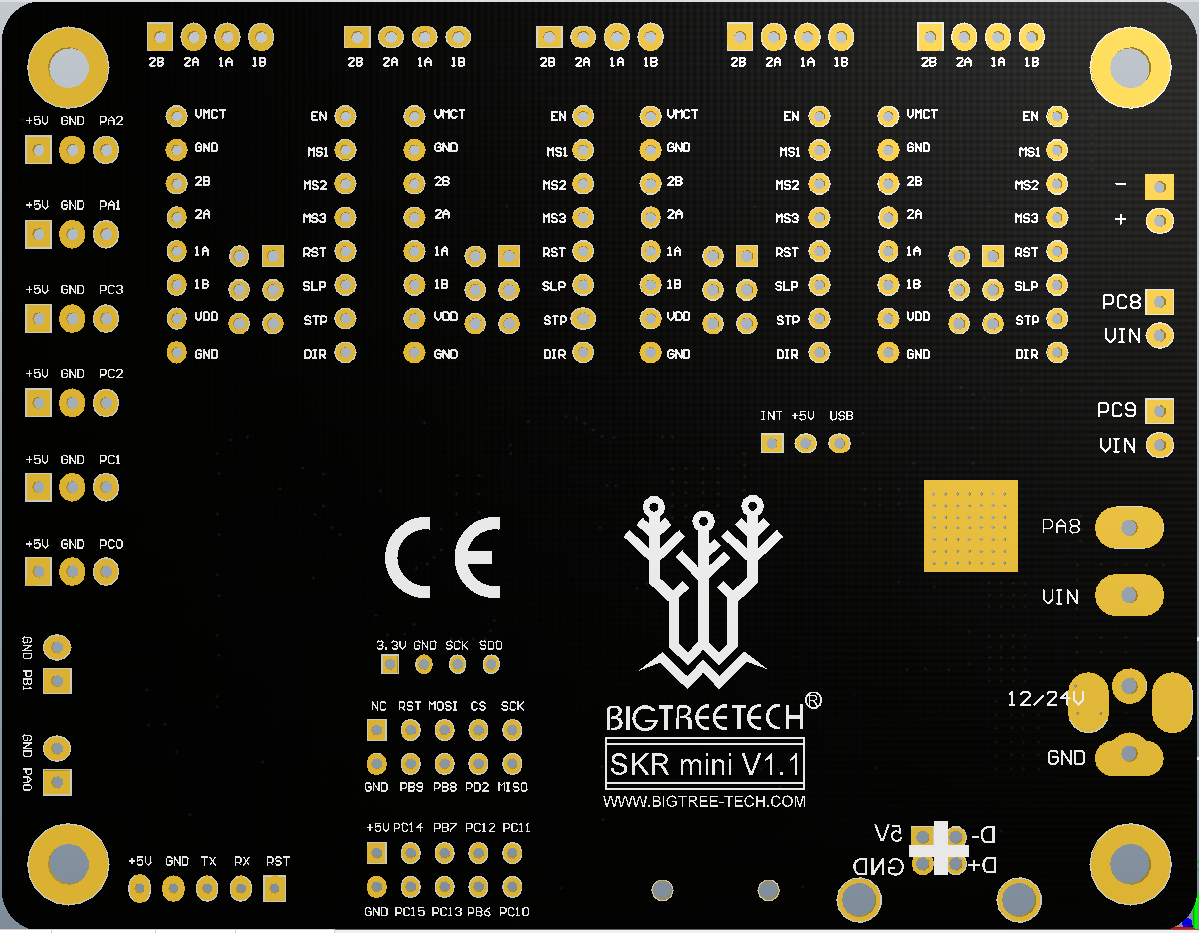 2B 2A 1A 1B 2B 2A 1A 1B 2B 2A 1A 1B 2B 2A 1A 1B 2B 2A 1A 1B
+5V GND PA2
VMCT EN VMCT EN VMCT EN VMCT EN
GND MS1 GND MS1 GND MS1 GND MS1
2B MS2 2B MS2 2B MS2 2B MS2
-
+5V GND PA1
2A MS3 2A MS3 2A MS3 2A MS3
+
1A RST 1A RST 1A RST 1A RST
+5V GND PC3
1B SLP 1B SLP 1B SLP 1B SLP
PC8
VDD STP VDD STP VDD STP VDD STP
VIN
GND DIR GND DIR GND DIR GND DIR
+5V GND PC2
INT +5V USB
PC9
VIN
+5V GND PC1
PA8
+5V GND PC0
CE
VIN
GND PB1
3.3V GND SCK SDO
12/24V
NC RST MOSI CS SCK
BIGTREETECH®
GND PA0
SKR mini V1.1
GND
GND PB9 PB8 PD2 MISO
WWW.BIGTREE-TECH.COM
+5V PC14 PB7 PC12 PC11
5V D-
GND D+
+5V GND TX RX RST
GND PC15 PC13 PB6 PC10